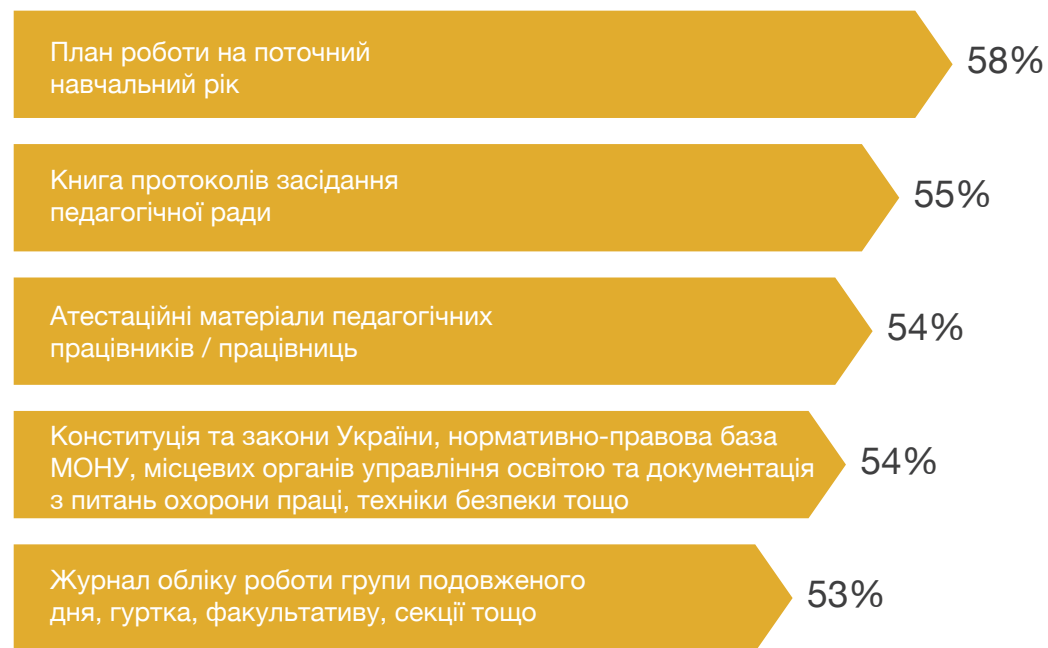 План роботи на поточний
навчальний рік
58%
Книга протоколів засідання
педагогічної ради
55%
Атестаційні матеріали педагогічних
працівників / працівниць
54%
Конституція та закони України, нормативно-правова база
МОНУ, місцевих органів управління освітою та документація
з питань охорони праці, техніки безпеки тощо
54%
Журнал обліку роботи групи подовженого
дня, гуртка, факультативу, секції тощо
53%